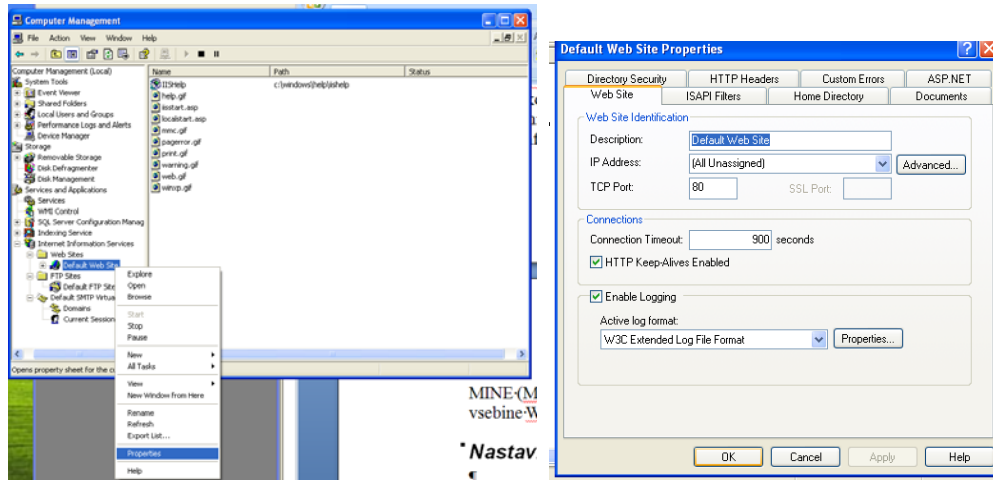 Computer Management
File Action View Window Help
Computer Management (Local)
System Tools
Event Viewer
Shared Folders
Local Users and Groups
Performance Logs and Alerts
Device Manager
Storage
Removable Storage
Disk Defragmenter
Disk Management
Services and Applications
Services
WMI Control
SQL Server Configuration Manag
Indexing Service
Internet Information Services
Web Sites
Default Web Site
FTP Sites
Default FTP Site
Default SMTP Virtua
Domains
Current Session
Name Path Status
IISHelp c:\windows\help\iishelp
help.gif
iisstart.asp
localstart.asp
mmc.gif
pagerror.gif
print.gif
warning.gif
web.gif
winxp.gif
Explore
Open
Browse
Start
Stop
Pause
New
All Tasks
View
New Window from Here
Rename
Refresh
Export List...
Properties
Help
Opens property sheet for the cu
MINE (M
vsebine W
Nastav
Default Web Site Properties
Directory Security HTTP Headers Custom Errors ASP.NET
Web Site ISAPI Filters Home Directory Documents
Web Site Identification
Description: Default Web Site
IP Address: (All Unassigned) Advanced...
TCP Port: 80 SSL Port:
Connections
Connection Timeout: 900 seconds
HTTP Keep-Alives Enabled
Enable Logging
Active log format:
W3C Extended Log File Format Properties...
OK Cancel Apply Help